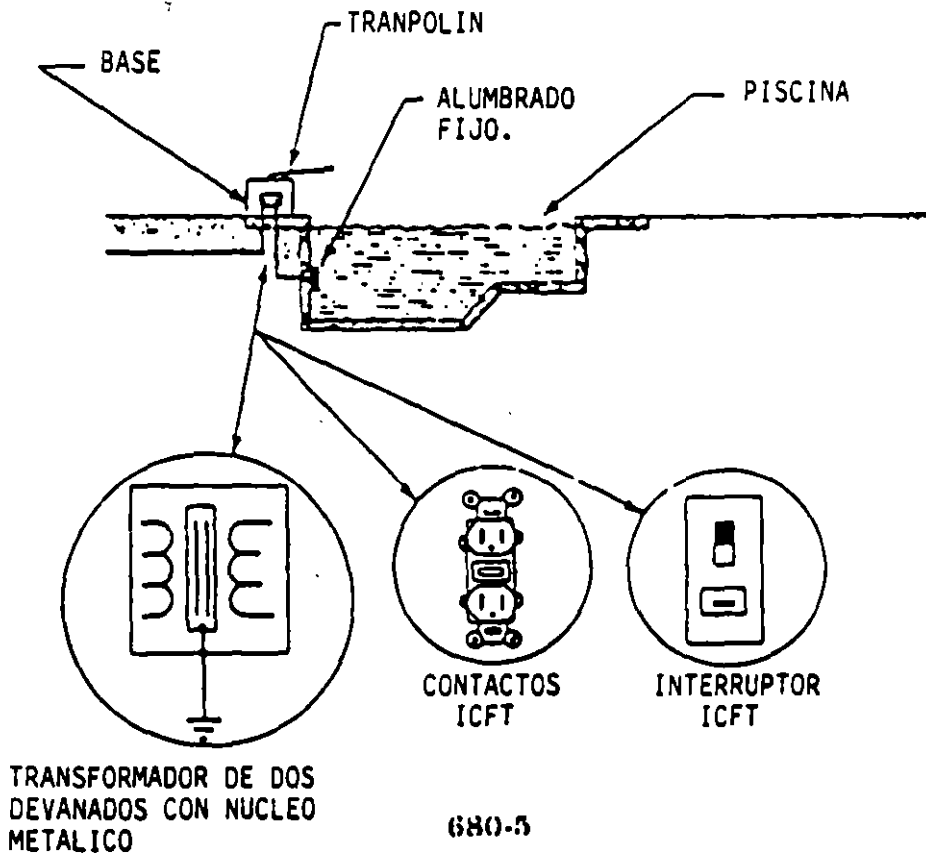 TRANPOLIN
BASE
ALUMBRADO
FIJO.
PISCINA
CONTACTOS
ICFT
INTERRUPTOR
ICFT
TRANSFORMADOR DE DOS
DEVANADOS CON NUCLEO
METALICO
680-5